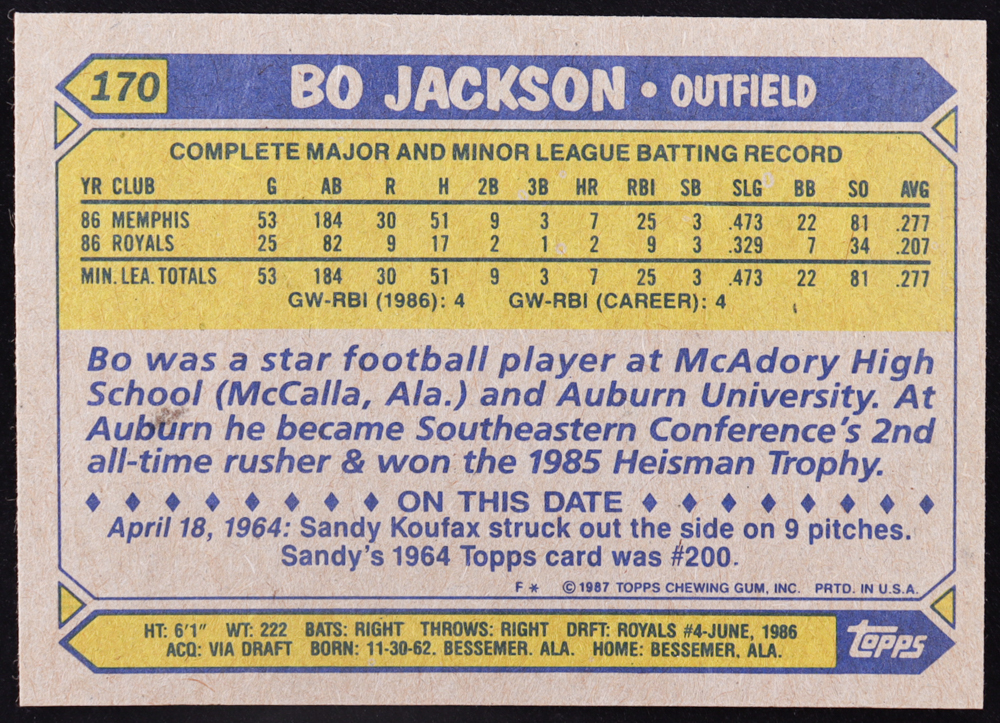 170 BO JACKSON • OUTFIELD
COMPLETE MAJOR AND MINOR LEAGUE BATTING RECORD
YR CLUB G AB R H 2B 3B HR RBI SB SLG BB SO AVG
86 MEMPHIS 53 184 30 51 9 3 7 25 3 .473 22 81 .277
86 ROYALS 25 82 9 17 2 1 2 9 3 .329 7 34 .207
MIN. LEA. TOTALS 53 184 30 51 9 3 7 25 3 .473 22 81 .277
GW-RBI (1986): 4 GW-RBI (CAREER): 4
Bo was a star football player at McAdory High
School (McCalla, Ala.) and Auburn University. At
Auburn he became Southeastern Conference's 2nd
all-time rusher & won the 1985 Heisman Trophy.
ON THIS DATE
April 18, 1964: Sandy Koufax struck out the side on 9 pitches.
Sandy's 1964 Topps card was #200.
F * ©1987 TOPPS CHEWING GUM, INC. PRTD. IN U.S.A.
HT: 6'1" WT: 222 BATS: RIGHT THROWS: RIGHT DRFT: ROYALS #4-JUNE, 1986
ACQ: VIA DRAFT BORN: 11-30-62, BESSEMER, ALA. HOME: BESSEMER, ALA.
topps